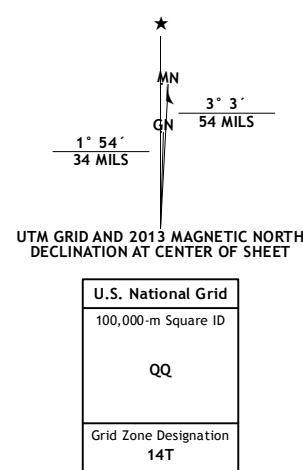 MN
3° 3´
54 MILS
GN
1° 54´
34 MILS
UTM GRID AND 2013 MAGNETIC NORTH
DECLINATION AT CENTER OF SHEET
U.S. National Grid
100,000-m Square ID
QQ
Grid Zone Designation
14T